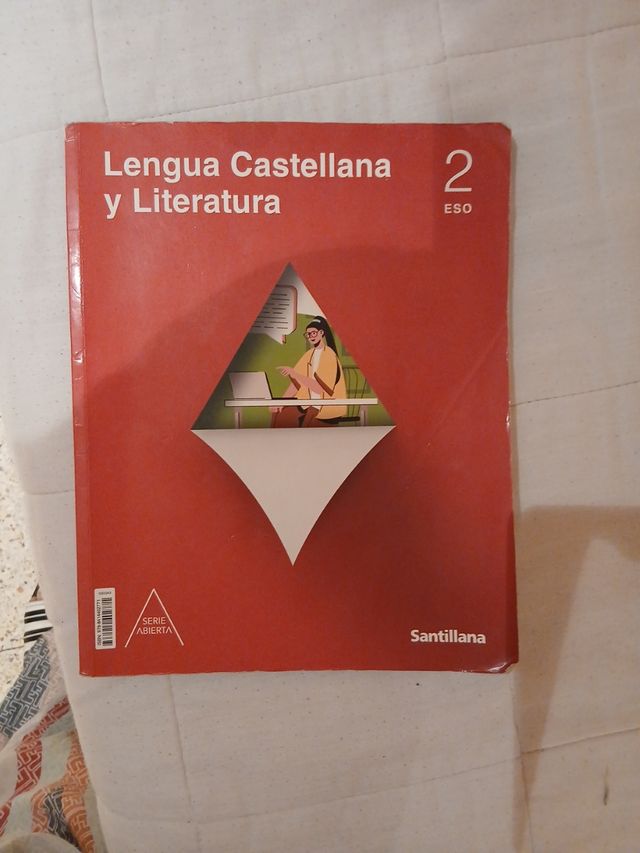 Lengua Castellana
y Literatura
2
ESO
SERIE
ABIERTA
Santillana